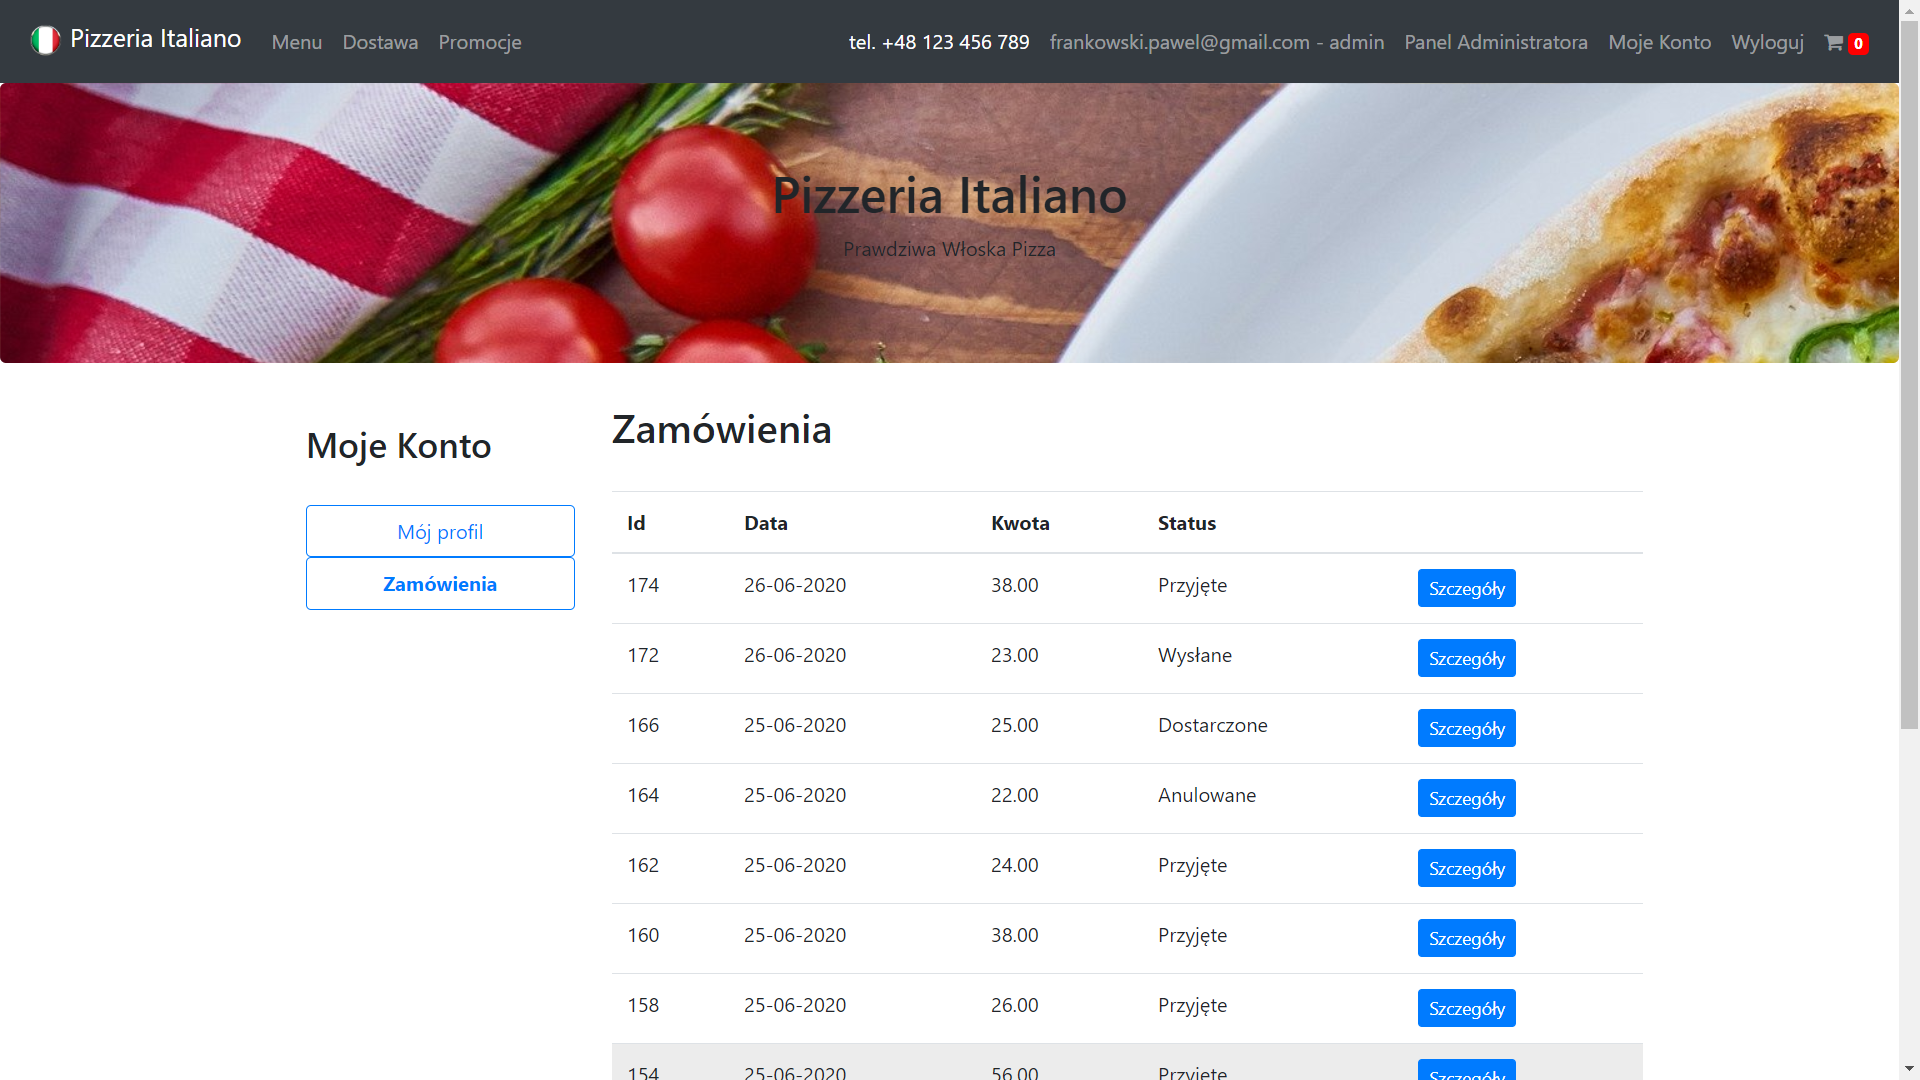 Pizzeria Italiano Menu Dostawa Promocje tel. +48 123 456 789 frankowski.pawel@gmail.com - admin Panel Administratora Moje Konto Wyloguj 0
Pizzeria Italiano
Prawdziwa Włoska Pizza
Moje Konto
Mój profil
Zamówienia
Zamówienia
Id Data Kwota Status
174 26-06-2020 38.00 Przyjęte Szczegóły
172 26-06-2020 23.00 Wysłane Szczegóły
166 25-06-2020 25.00 Dostarczone Szczegóły
164 25-06-2020 22.00 Anulowane Szczegóły
162 25-06-2020 24.00 Przyjęte Szczegóły
160 25-06-2020 38.00 Przyjęte Szczegóły
158 25-06-2020 26.00 Przyjęte Szczegóły
154 25-06-2020 56.00 Przyjęte Szczegóły